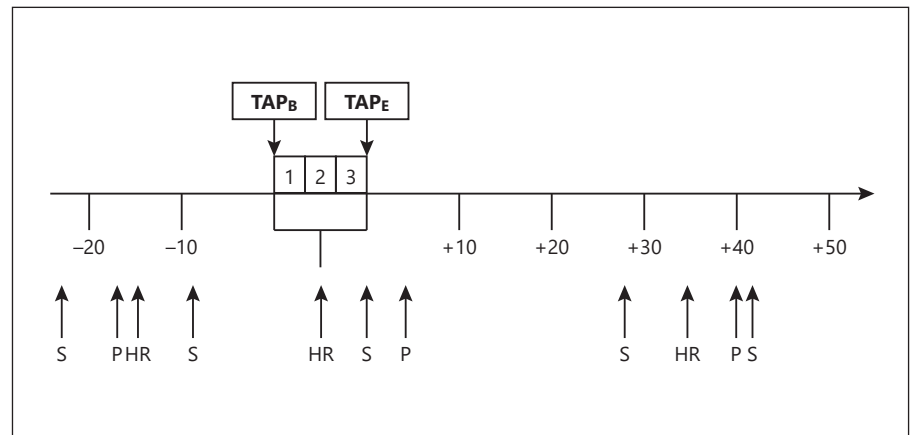 TAPB TAPE
1 2 3
–20 –10 +10 +20 +30 +40 +50
S P HR S HR S P S HR P S